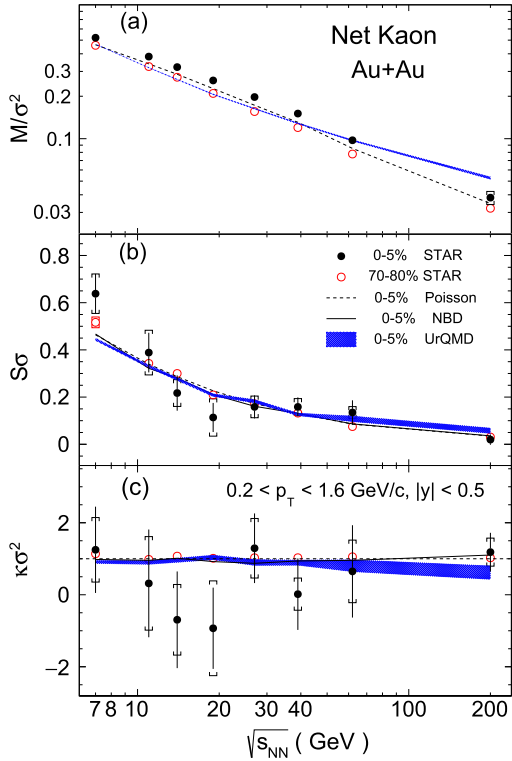 (a)
Net Kaon
Au+Au
M/σ²
0.3
0.2
0.1
0.03
(b)
0-5% STAR
70-80% STAR
0-5% Poisson
0-5% NBD
0-5% UrQMD
Sσ
0.8
0.6
0.4
0.2
0
(c)
0.2 < p_T < 1.6 GeV/c, |y| < 0.5
κσ²
2
0
−2
7 8 10 20 30 40 100 200
√s_NN ( GeV )